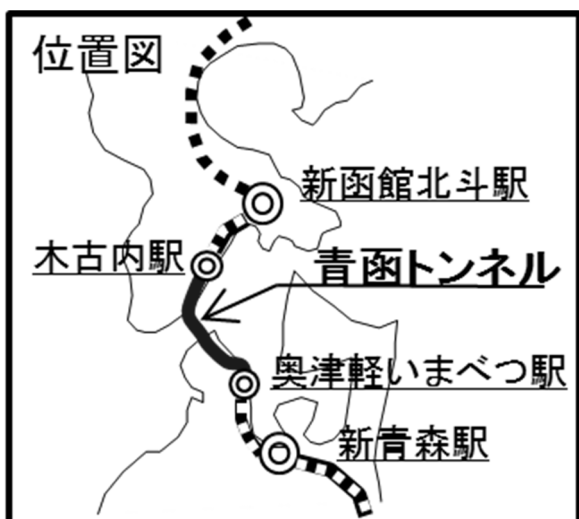 位置図
新函館北斗駅
木古内駅
青函トンネル
奥津軽いまべつ駅
新青森駅